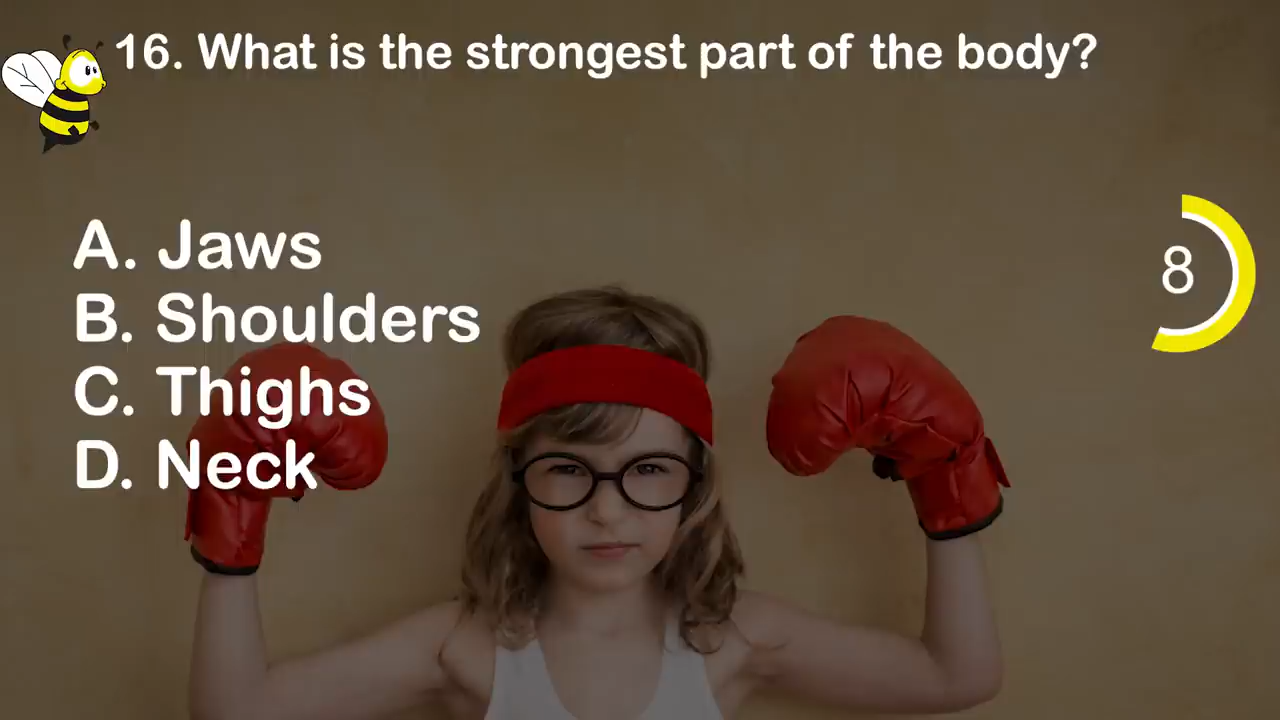 16. What is the strongest part of the body?
A. Jaws
B. Shoulders
C. Thighs
D. Neck
8